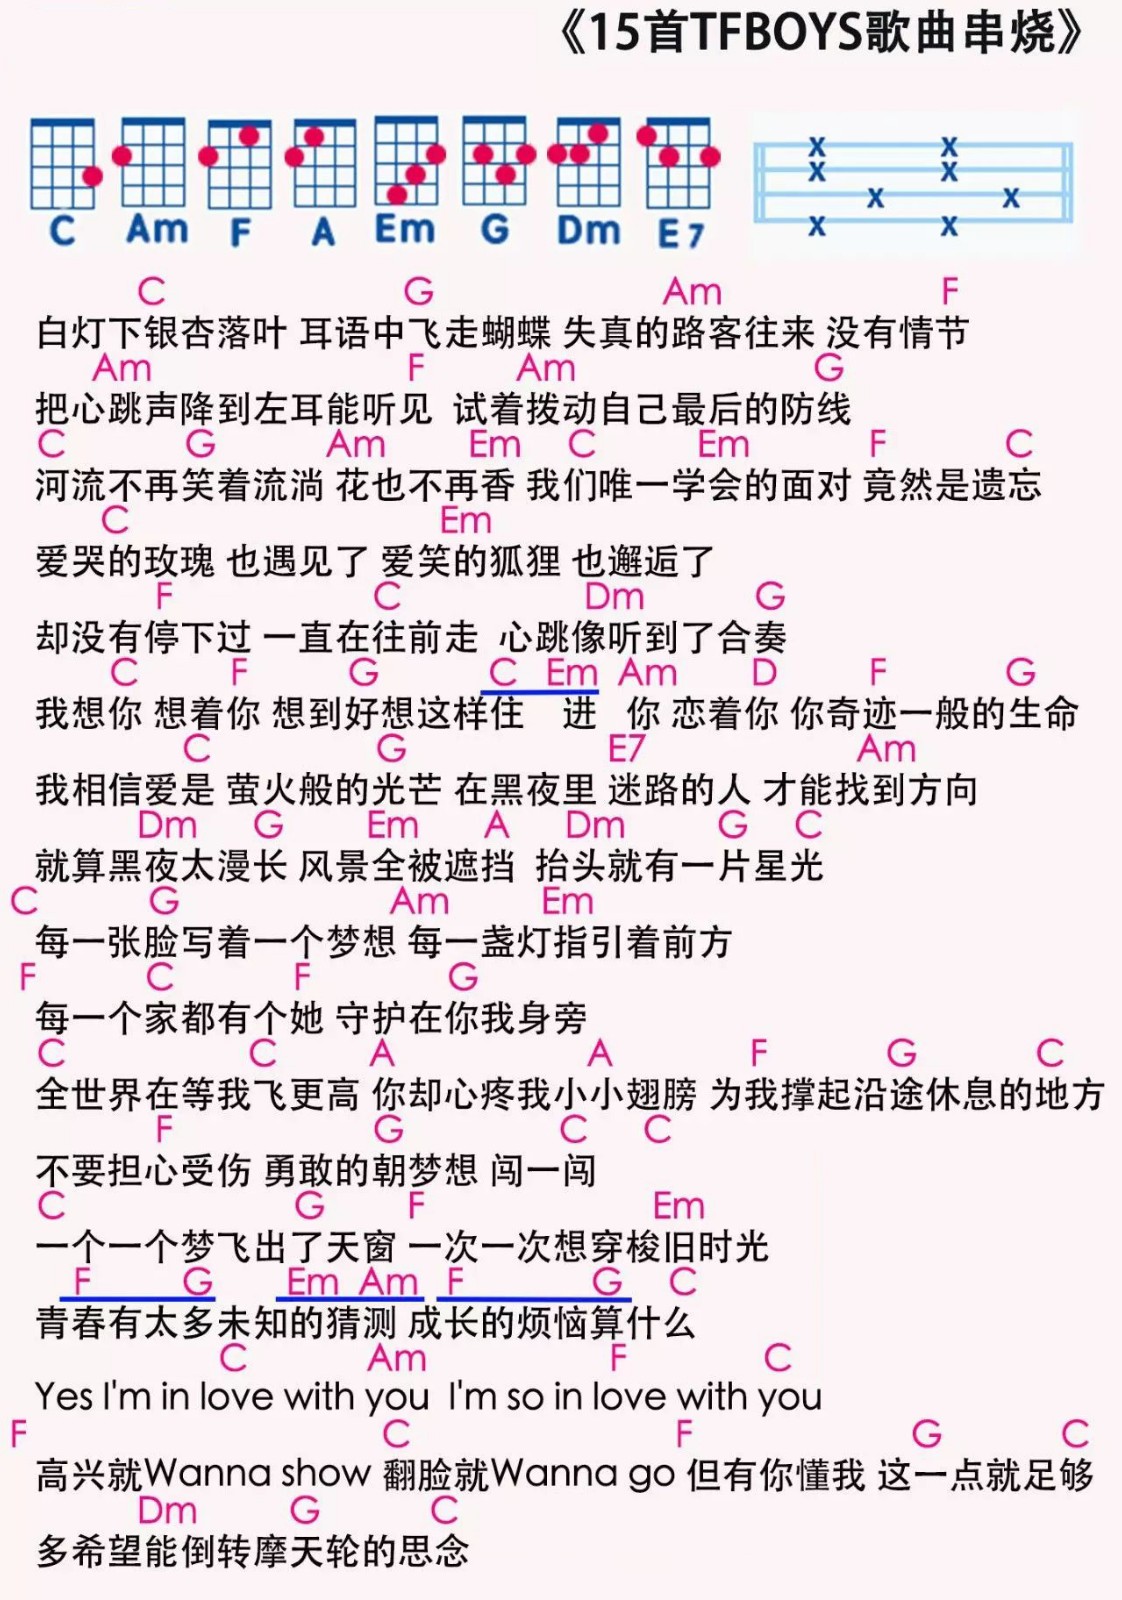 《15首TFBOYS歌曲串烧》
C Am F A Em G Dm E7
X X
X X
X X
X X
C G Am F
白灯下银杏落叶 耳语中飞走蝴蝶 失真的路客往来 没有情节
Am F Am G
把心跳声降到左耳能听见 试着拨动自己最后的防线
C G Am Em C Em F C
河流不再笑着流淌 花也不再香 我们唯一学会的面对 竟然是遗忘
C Em
爱哭的玫瑰 也遇见了 爱笑的狐狸 也邂逅了
F C Dm G
却没有停下过 一直在往前走 心跳像听到了合奏
C F G C Em Am D F G
我想你 想着你 想到好想这样住 进 你 恋着你 你奇迹一般的生命
C G E7 Am
我相信爱是 萤火般的光芒 在黑夜里 迷路的人 才能找到方向
Dm G Em A Dm G C
就算黑夜太漫长 风景全被遮挡 抬头就有一片星光
C G Am Em
每一张脸写着一个梦想 每一盏灯指引着前方
F C F G
每一个家都有个她 守护在你我身旁
C C A A F G C
全世界在等我飞更高 你却心疼我小小翅膀 为我撑起沿途休息的地方
F G C C
不要担心受伤 勇敢的朝梦想 闯一闯
C G F Em
一个一个梦飞出了天窗 一次一次想穿梭旧时光
F G Em Am F G C
青春有太多未知的猜测 成长的烦恼算什么
C Am F C
Yes I'm in love with you I'm so in love with you
F C F G C
高兴就Wanna show 翻脸就Wanna go 但有你懂我 这一点就足够
Dm G C
多希望能倒转摩天轮的思念